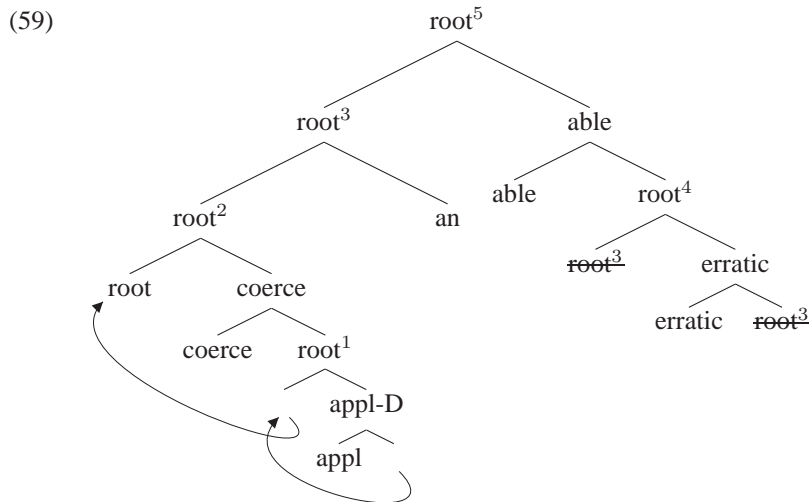 (59)
root⁵
root³ able
root² an able root⁴
root coerce root³ erratic
coerce root¹ erratic root³
appl-D
appl